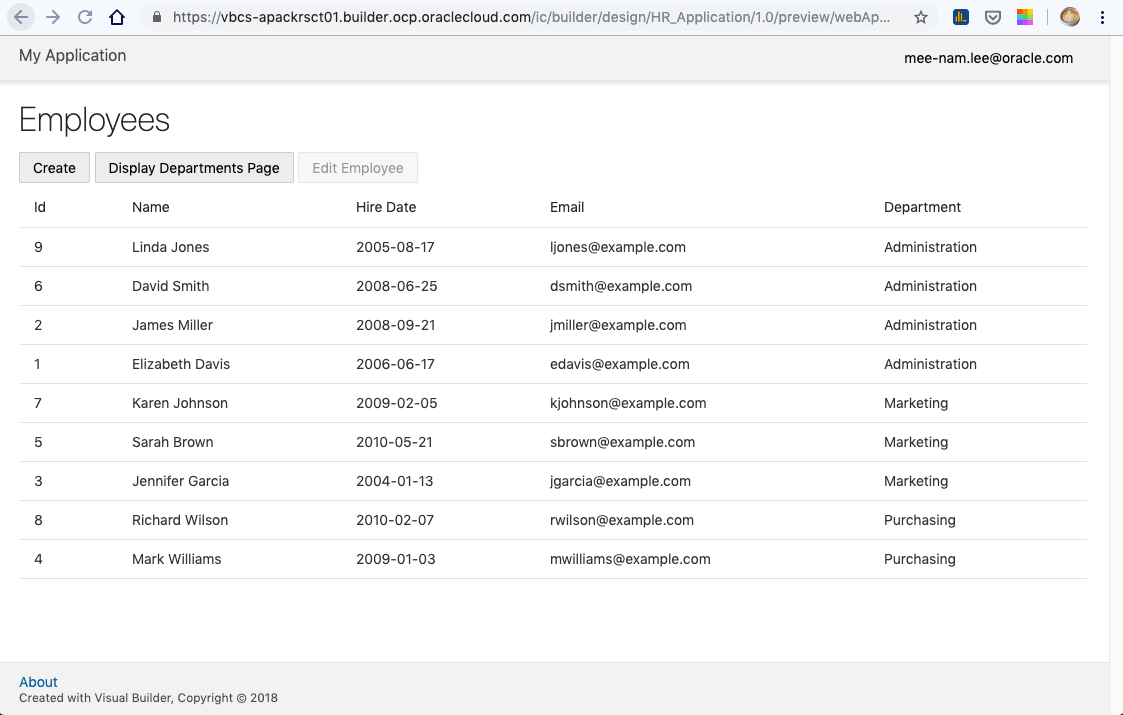 https://vbcs-apackrsct01.builder.ocp.oraclecloud.com/ic/builder/design/HR_Application/1.0/preview/webAp...
My Application mee-nam.lee@oracle.com
Employees
Create Display Departments Page Edit Employee
Id Name Hire Date Email Department
9 Linda Jones 2005-08-17 ljones@example.com Administration
6 David Smith 2008-06-25 dsmith@example.com Administration
2 James Miller 2008-09-21 jmiller@example.com Administration
1 Elizabeth Davis 2006-06-17 edavis@example.com Administration
7 Karen Johnson 2009-02-05 kjohnson@example.com Marketing
5 Sarah Brown 2010-05-21 sbrown@example.com Marketing
3 Jennifer Garcia 2004-01-13 jgarcia@example.com Marketing
8 Richard Wilson 2010-02-07 rwilson@example.com Purchasing
4 Mark Williams 2009-01-03 mwilliams@example.com Purchasing
About
Created with Visual Builder, Copyright © 2018